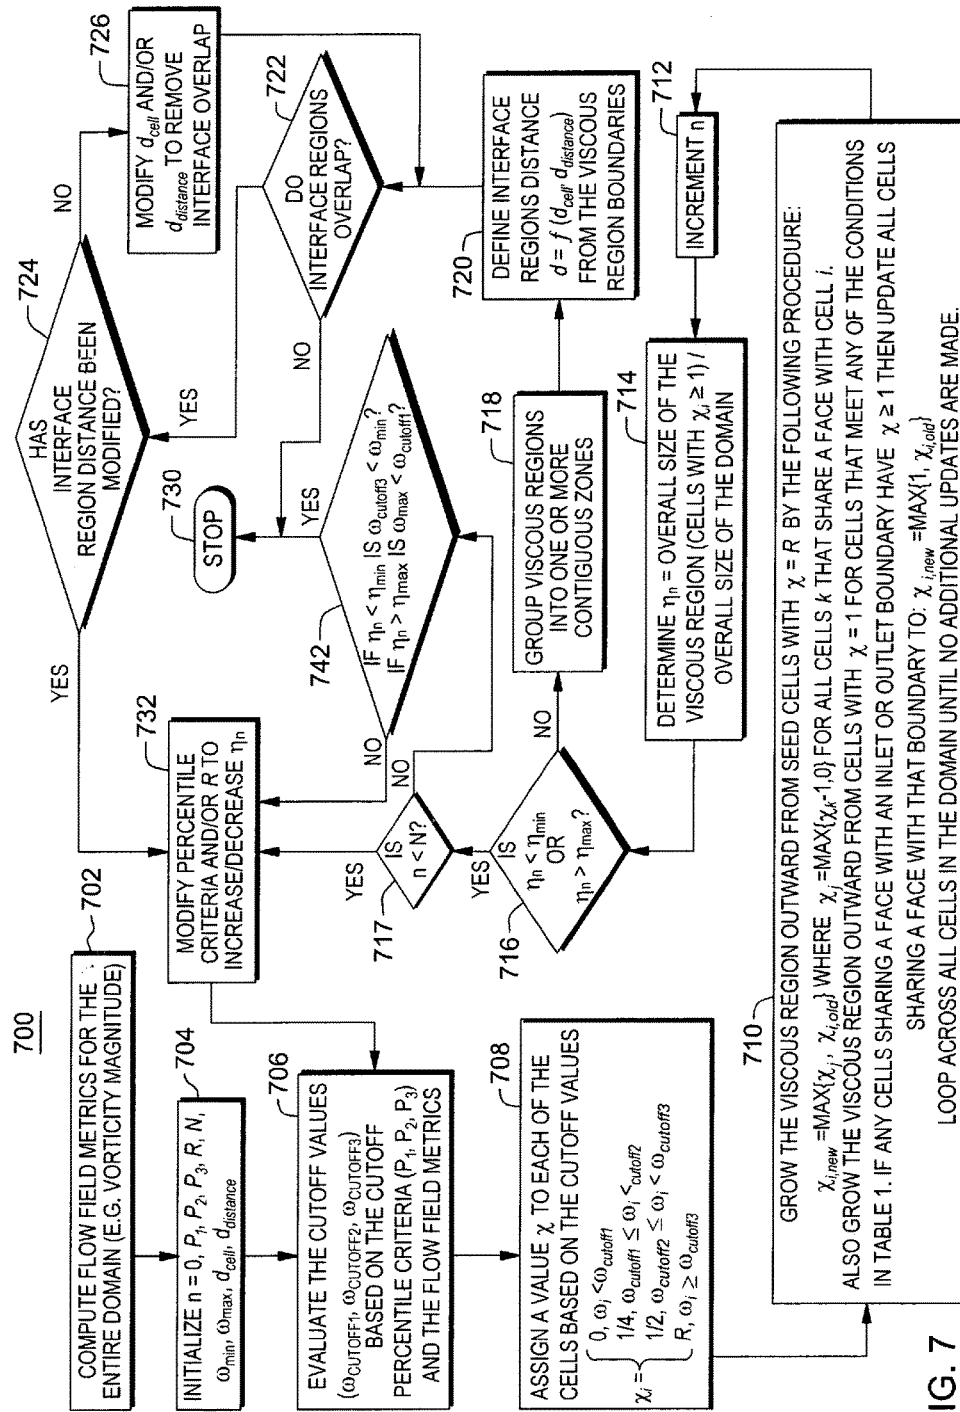 700
702
COMPUTE FLOW FIELD METRICS FOR THE
ENTIRE DOMAIN (E.G. VORTICITY MAGNITUDE)
704
INITIALIZE n = 0, P1, P2, P3, R, N,
ωmin, ωmax, dcell, ddistance
706
EVALUATE THE CUTOFF VALUES
(ωCUTOFF1, ωCUTOFF2, ωCUTOFF3)
BASED ON THE CUTOFF
PERCENTILE CRITERIA (P1, P2, P3)
AND THE FLOW FIELD METRICS
708
ASSIGN A VALUE χ TO EACH OF THE
CELLS BASED ON THE CUTOFF VALUES
χi = { 0, ωi < ωcutoff1
1/4, ωcutoff1 ≤ ωi < cutoff2
1/2, ωcutoff2 ≤ ωi < ωcutoff3
R, ωi ≥ ωcutoff3
710
GROW THE VISCOUS REGION OUTWARD FROM SEED CELLS WITH χ = R BY THE FOLLOWING PROCEDURE:
χi,new =MAX{χj, χi,old} WHERE χj =MAX{χk-1,0} FOR ALL CELLS k THAT SHARE A FACE WITH CELL i.
ALSO GROW THE VISCOUS REGION OUTWARD FROM CELLS WITH χ = 1 FOR CELLS THAT MEET ANY OF THE CONDITIONS
IN TABLE 1. IF ANY CELLS SHARING A FACE WITH AN INLET OR OUTLET BOUNDARY HAVE χ ≥ 1 THEN UPDATE ALL CELLS
SHARING A FACE WITH THAT BOUNDARY TO: χi,new =MAX{1, χi,old}
LOOP ACROSS ALL CELLS IN THE DOMAIN UNTIL NO ADDITIONAL UPDATES ARE MADE.
712
INCREMENT n
714
DETERMINE ηn = OVERALL SIZE OF THE
VISCOUS REGION (CELLS WITH χi ≥ 1) /
OVERALL SIZE OF THE DOMAIN
716
IS
ηn < ηmin
OR
ηn > ηmax?
YES
NO
717
IS
n < N?
YES
NO
718
GROUP VISCOUS REGIONS
INTO ONE OR MORE
CONTIGUOUS ZONES
720
DEFINE INTERFACE
REGIONS DISTANCE
d = f (dcell, ddistance)
FROM THE VISCOUS
REGION BOUNDARIES
722
DO
INTERFACE REGIONS
OVERLAP?
NO
YES
724
HAS
INTERFACE
REGION DISTANCE BEEN
MODIFIED?
NO
YES
726
MODIFY dcell AND/OR
ddistance TO REMOVE
INTERFACE OVERLAP
730
STOP
732
MODIFY PERCENTILE
CRITERIA AND/OR R TO
INCREASE/DECREASE ηn
742
IF ηn < ηmin IS ωcutoff3 < ωmin?
IF ηn > ηmax IS ωmax < ωcutoff1?
YES
NO
IG. 7